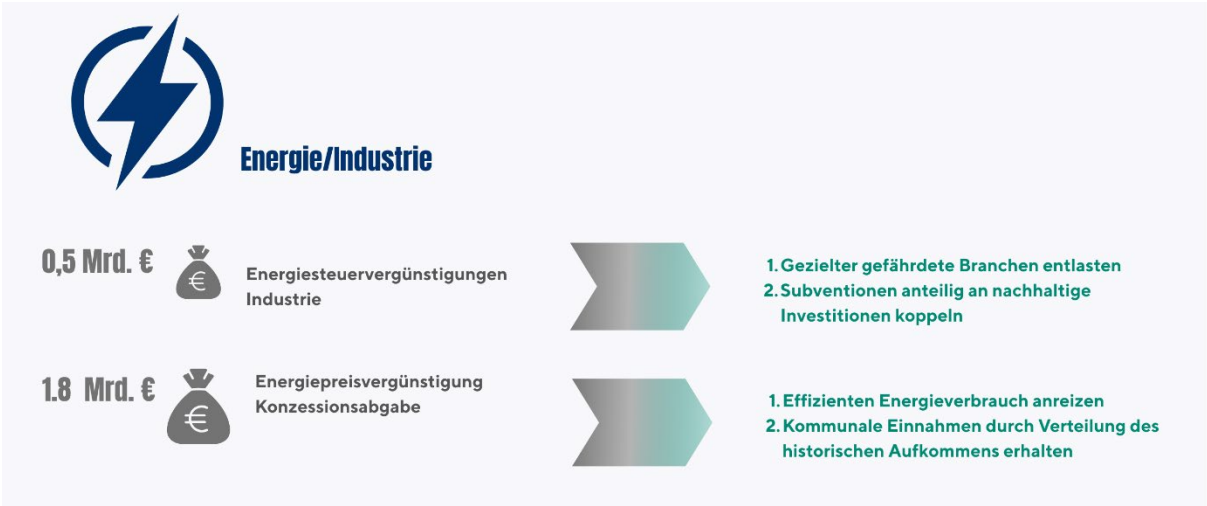 Energie/Industrie
0,5 Mrd. €
€
Energiesteuervergünstigungen
Industrie
1. Gezielter gefährdete Branchen entlasten
2. Subventionen anteilig an nachhaltige
Investitionen koppeln
1.8 Mrd. €
€
Energiepreisvergünstigung
Konzessionsabgabe
1. Effizienten Energieverbrauch anreizen
2. Kommunale Einnahmen durch Verteilung des
historischen Aufkommens erhalten